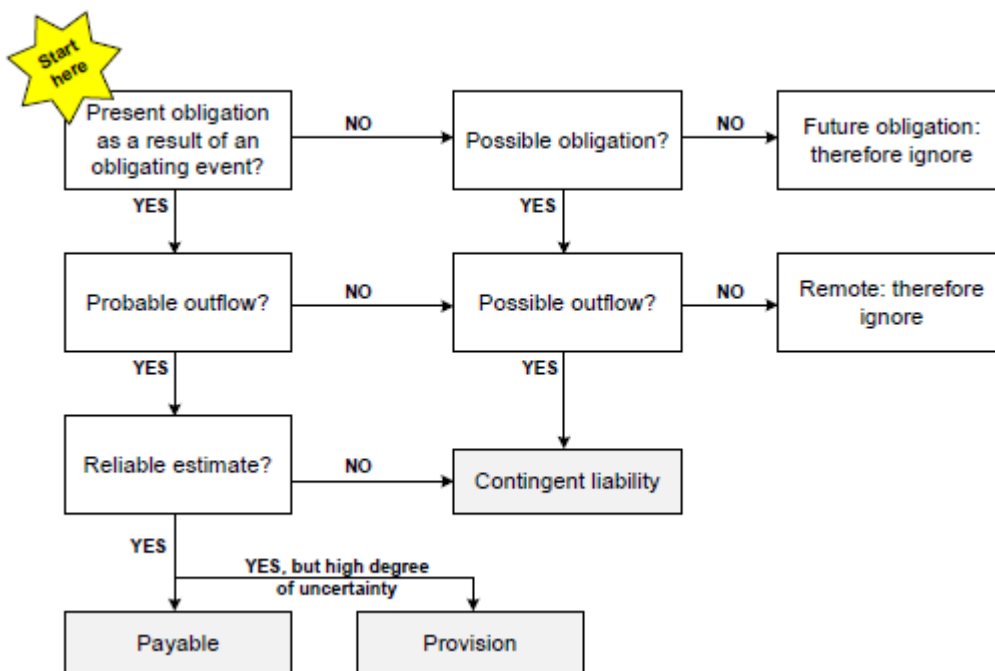 Start
here
Present obligation
as a result of an
obligating event?
NO
Possible obligation?
NO
Future obligation:
therefore ignore
YES
YES
Probable outflow?
NO
Possible outflow?
NO
Remote: therefore
ignore
YES
YES
Reliable estimate?
NO
Contingent liability
YES
YES, but high degree
of uncertainty
Payable
Provision